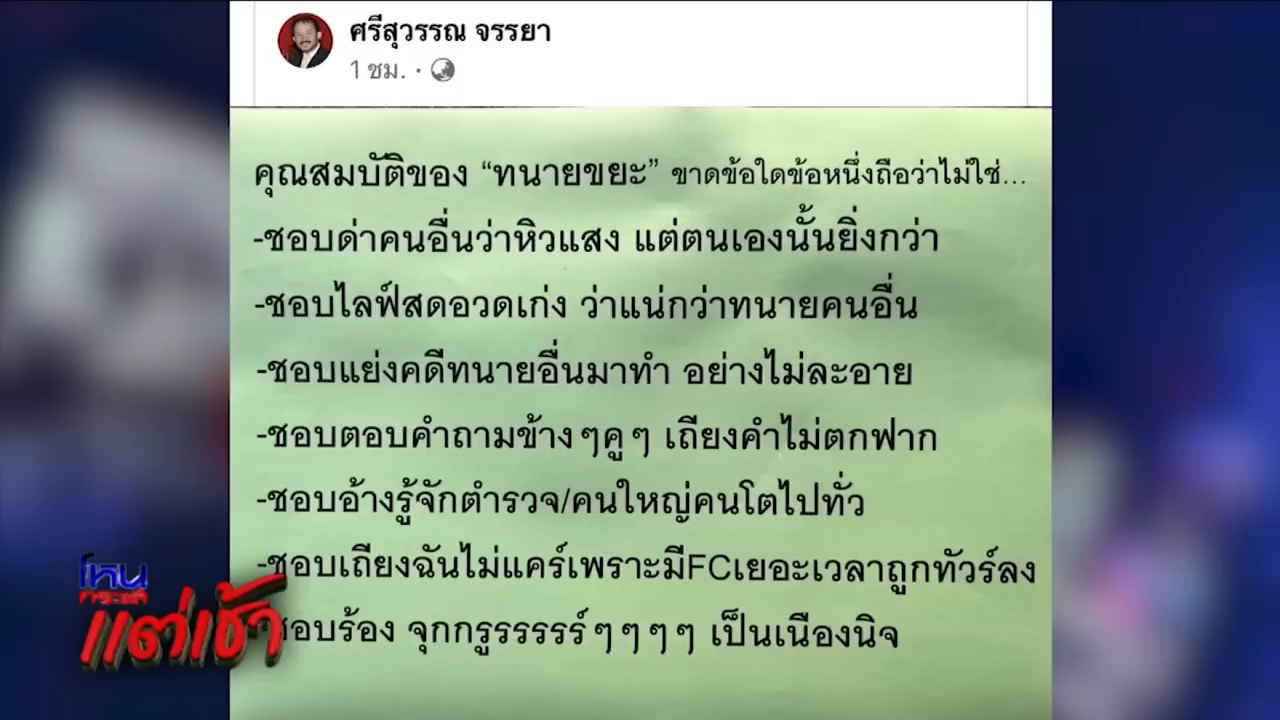 ศรีสุวรรณ จรรยา
1 ชม. ·
คุณสมบัติของ “ทนายขยะ” ขาดข้อใดข้อหนึ่งถือว่าไม่ใช่...
-ชอบด่าคนอื่นว่าหิวแสง แต่ตนเองนั้นยิ่งกว่า
-ชอบไลฟ์สดอวดเก่ง ว่าแน่กว่าทนายคนอื่น
-ชอบแย่งคดีทนายอื่นมาทำ อย่างไม่ละอาย
-ชอบตอบคำถามข้างๆคูๆ เถียงคำไม่ตกฟาก
-ชอบอ้างรู้จักตำรวจ/คนใหญ่คนโตไปทั่ว
-ชอบเถียงฉันไม่แคร์เพราะมีFCเยอะเวลาถูกทัวร์ลง
ชอบร้อง จุกกรูรรรรร์ๆๆๆๆ เป็นเนืองนิจ
โหนกระแส
แต่เช้า